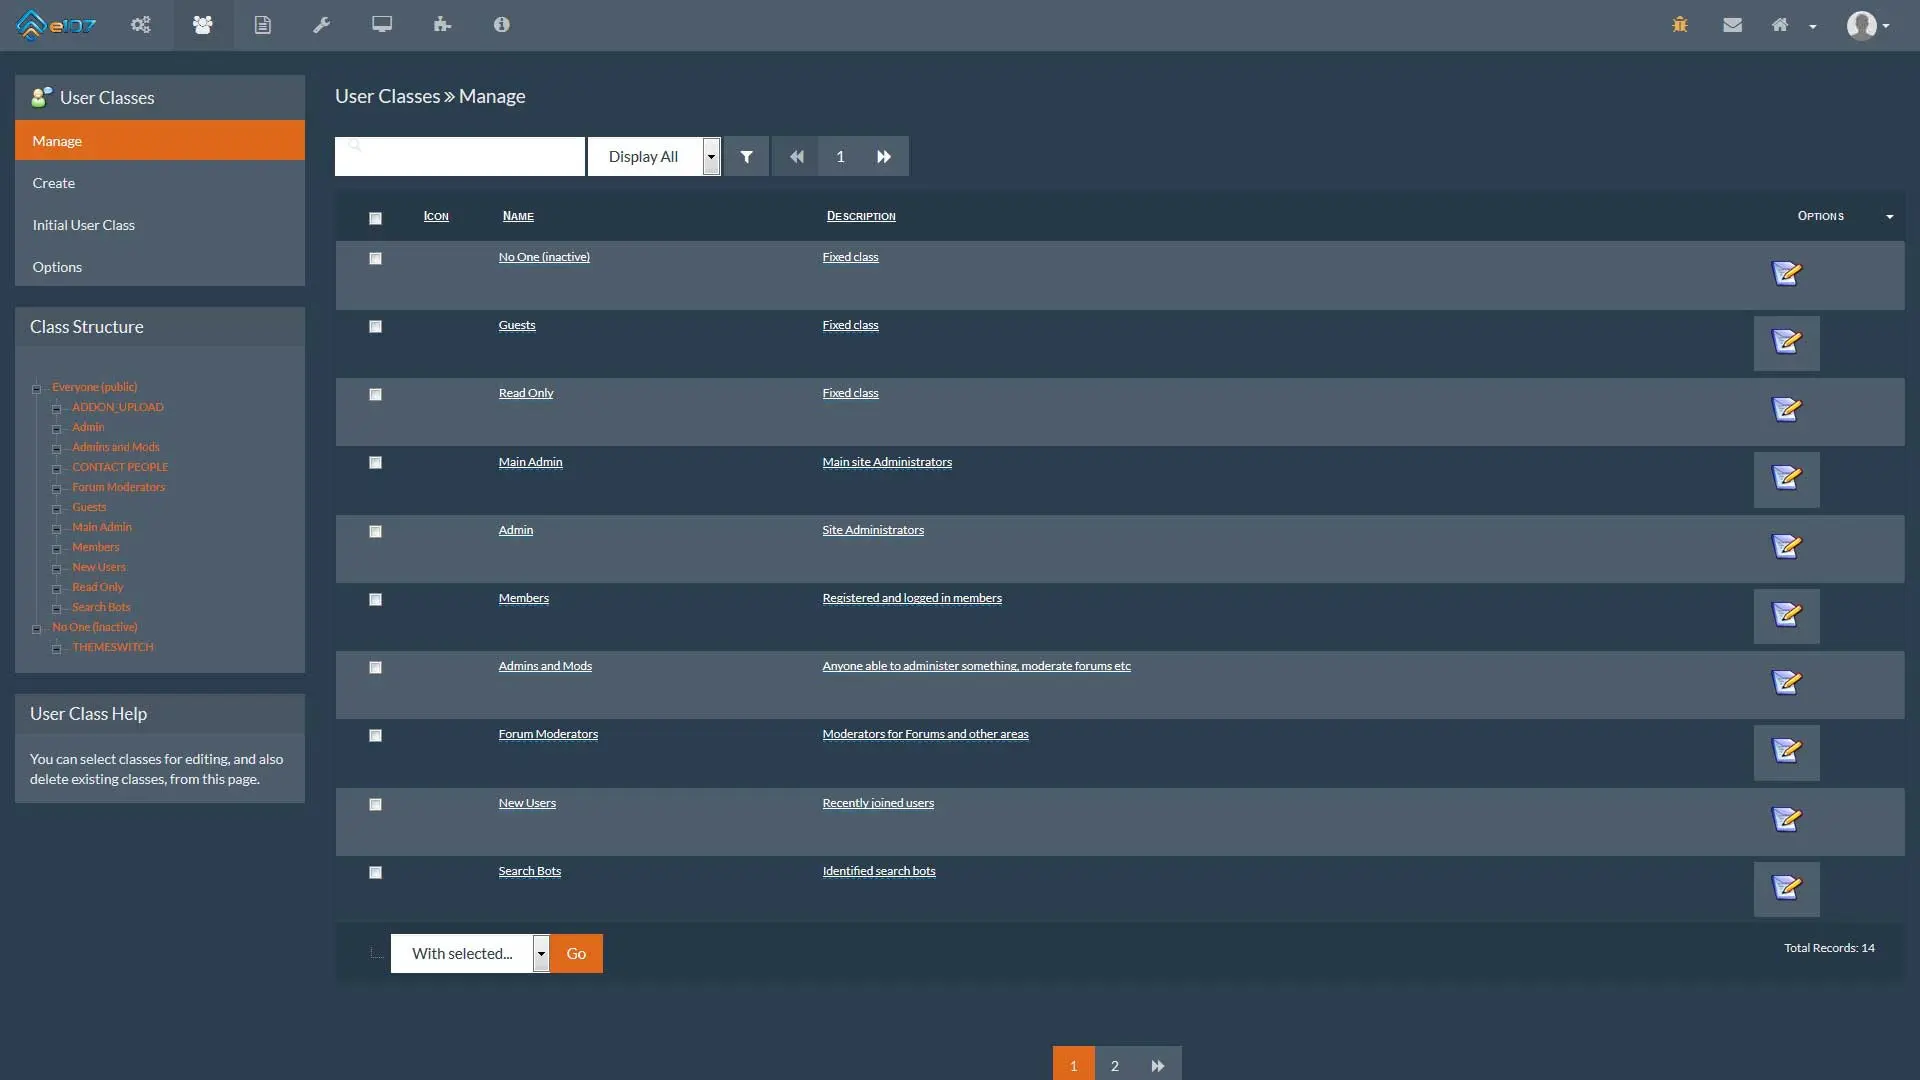 e107
User Classes
Manage
Create
Initial User Class
Options
Class Structure
Everyone (public)
ADDON_UPLOAD
Admin
Admins and Mods
CONTACT PEOPLE
Forum Moderators
Guests
Main Admin
Members
New Users
Read Only
Search Bots
No One (inactive)
THEMESWITCH
User Class Help
You can select classes for editing, and also
delete existing classes, from this page.
User Classes » Manage
Display All
1
Icon Name Description Options
No One (inactive) Fixed class
Guests Fixed class
Read Only Fixed class
Main Admin Main site Administrators
Admin Site Administrators
Members Registered and logged in members
Admins and Mods Anyone able to administer something, moderate forums etc
Forum Moderators Moderators for Forums and other areas
New Users Recently joined users
Search Bots Identified search bots
With selected... Go
Total Records: 14
1 2